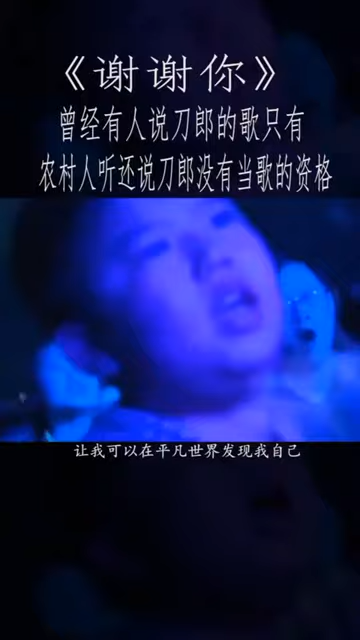 《谢谢你》
曾经有人说刀郎的歌只有
农村人听还说刀郎没有当歌的资格
让我可以在平凡世界发现我自己